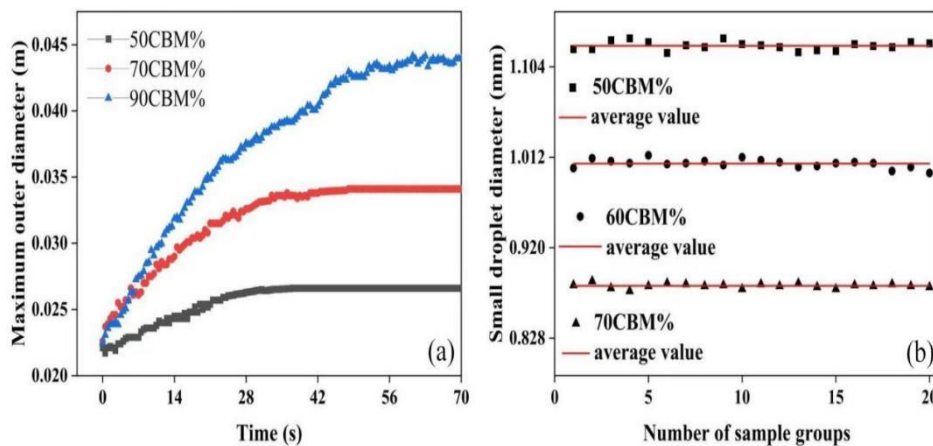 Maximum outer diameter (m)
0.045
0.040
0.035
0.030
0.025
0.020
50CBM%
70CBM%
90CBM%
(a)
0 14 28 42 56 70
Time (s)
Small droplet diameter (mm)
1.104
1.012
0.920
0.828
50CBM%
average value
60CBM%
average value
70CBM%
average value
(b)
0 5 10 15 20
Number of sample groups